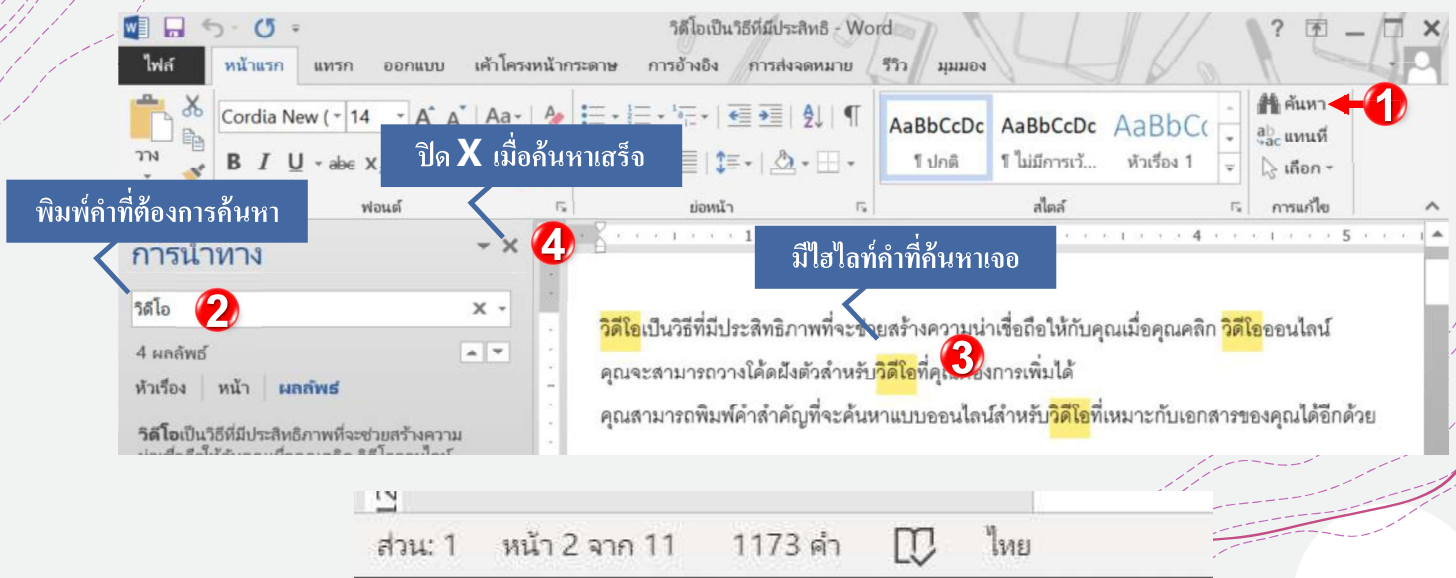 วิดีโอเป็นวิธีที่มีประสิทธิ - Word
ไฟล์ หน้าแรก แทรก ออกแบบ เค้าโครงหน้ากระดาษ การอ้างอิง การส่งจดหมาย รีวิว มุมมอง
Cordia New ( 14 A A Aa
AaBbCcDc AaBbCcDc AaBbCc
ค้นหา 1
แทนที่
เลือก
วาง
B I U abc X
¶ ปกติ ¶ ไม่มีการเว้... หัวเรื่อง 1
ปิด X เมื่อค้นหาเสร็จ
ฟอนต์ ย่อหน้า สไตล์ การแก้ไข
พิมพ์คำที่ต้องการค้นหา
การนำทาง
4
1 4 5
มีไฮไลท์คำที่ค้นหาเจอ
วิดีโอ 2
4 ผลลัพธ์
หัวเรื่อง หน้า ผลลัพธ์
วิดีโอเป็นวิธีที่มีประสิทธิภาพที่จะช่วยสร้างความ
วิดีโอเป็นวิธีที่มีประสิทธิภาพที่จะช่วยสร้างความน่าเชื่อถือให้กับคุณเมื่อคุณคลิก วิดีโอออนไลน์
3
คุณจะสามารถวางโค้ดฝังตัวสำหรับวิดีโอที่คุณต้องการเพิ่มได้
คุณสามารถพิมพ์คำสำคัญที่จะค้นหาแบบออนไลน์สำหรับวิดีโอที่เหมาะกับเอกสารของคุณได้อีกด้วย
ส่วน: 1 หน้า 2 จาก 11 1173 คำ ไทย